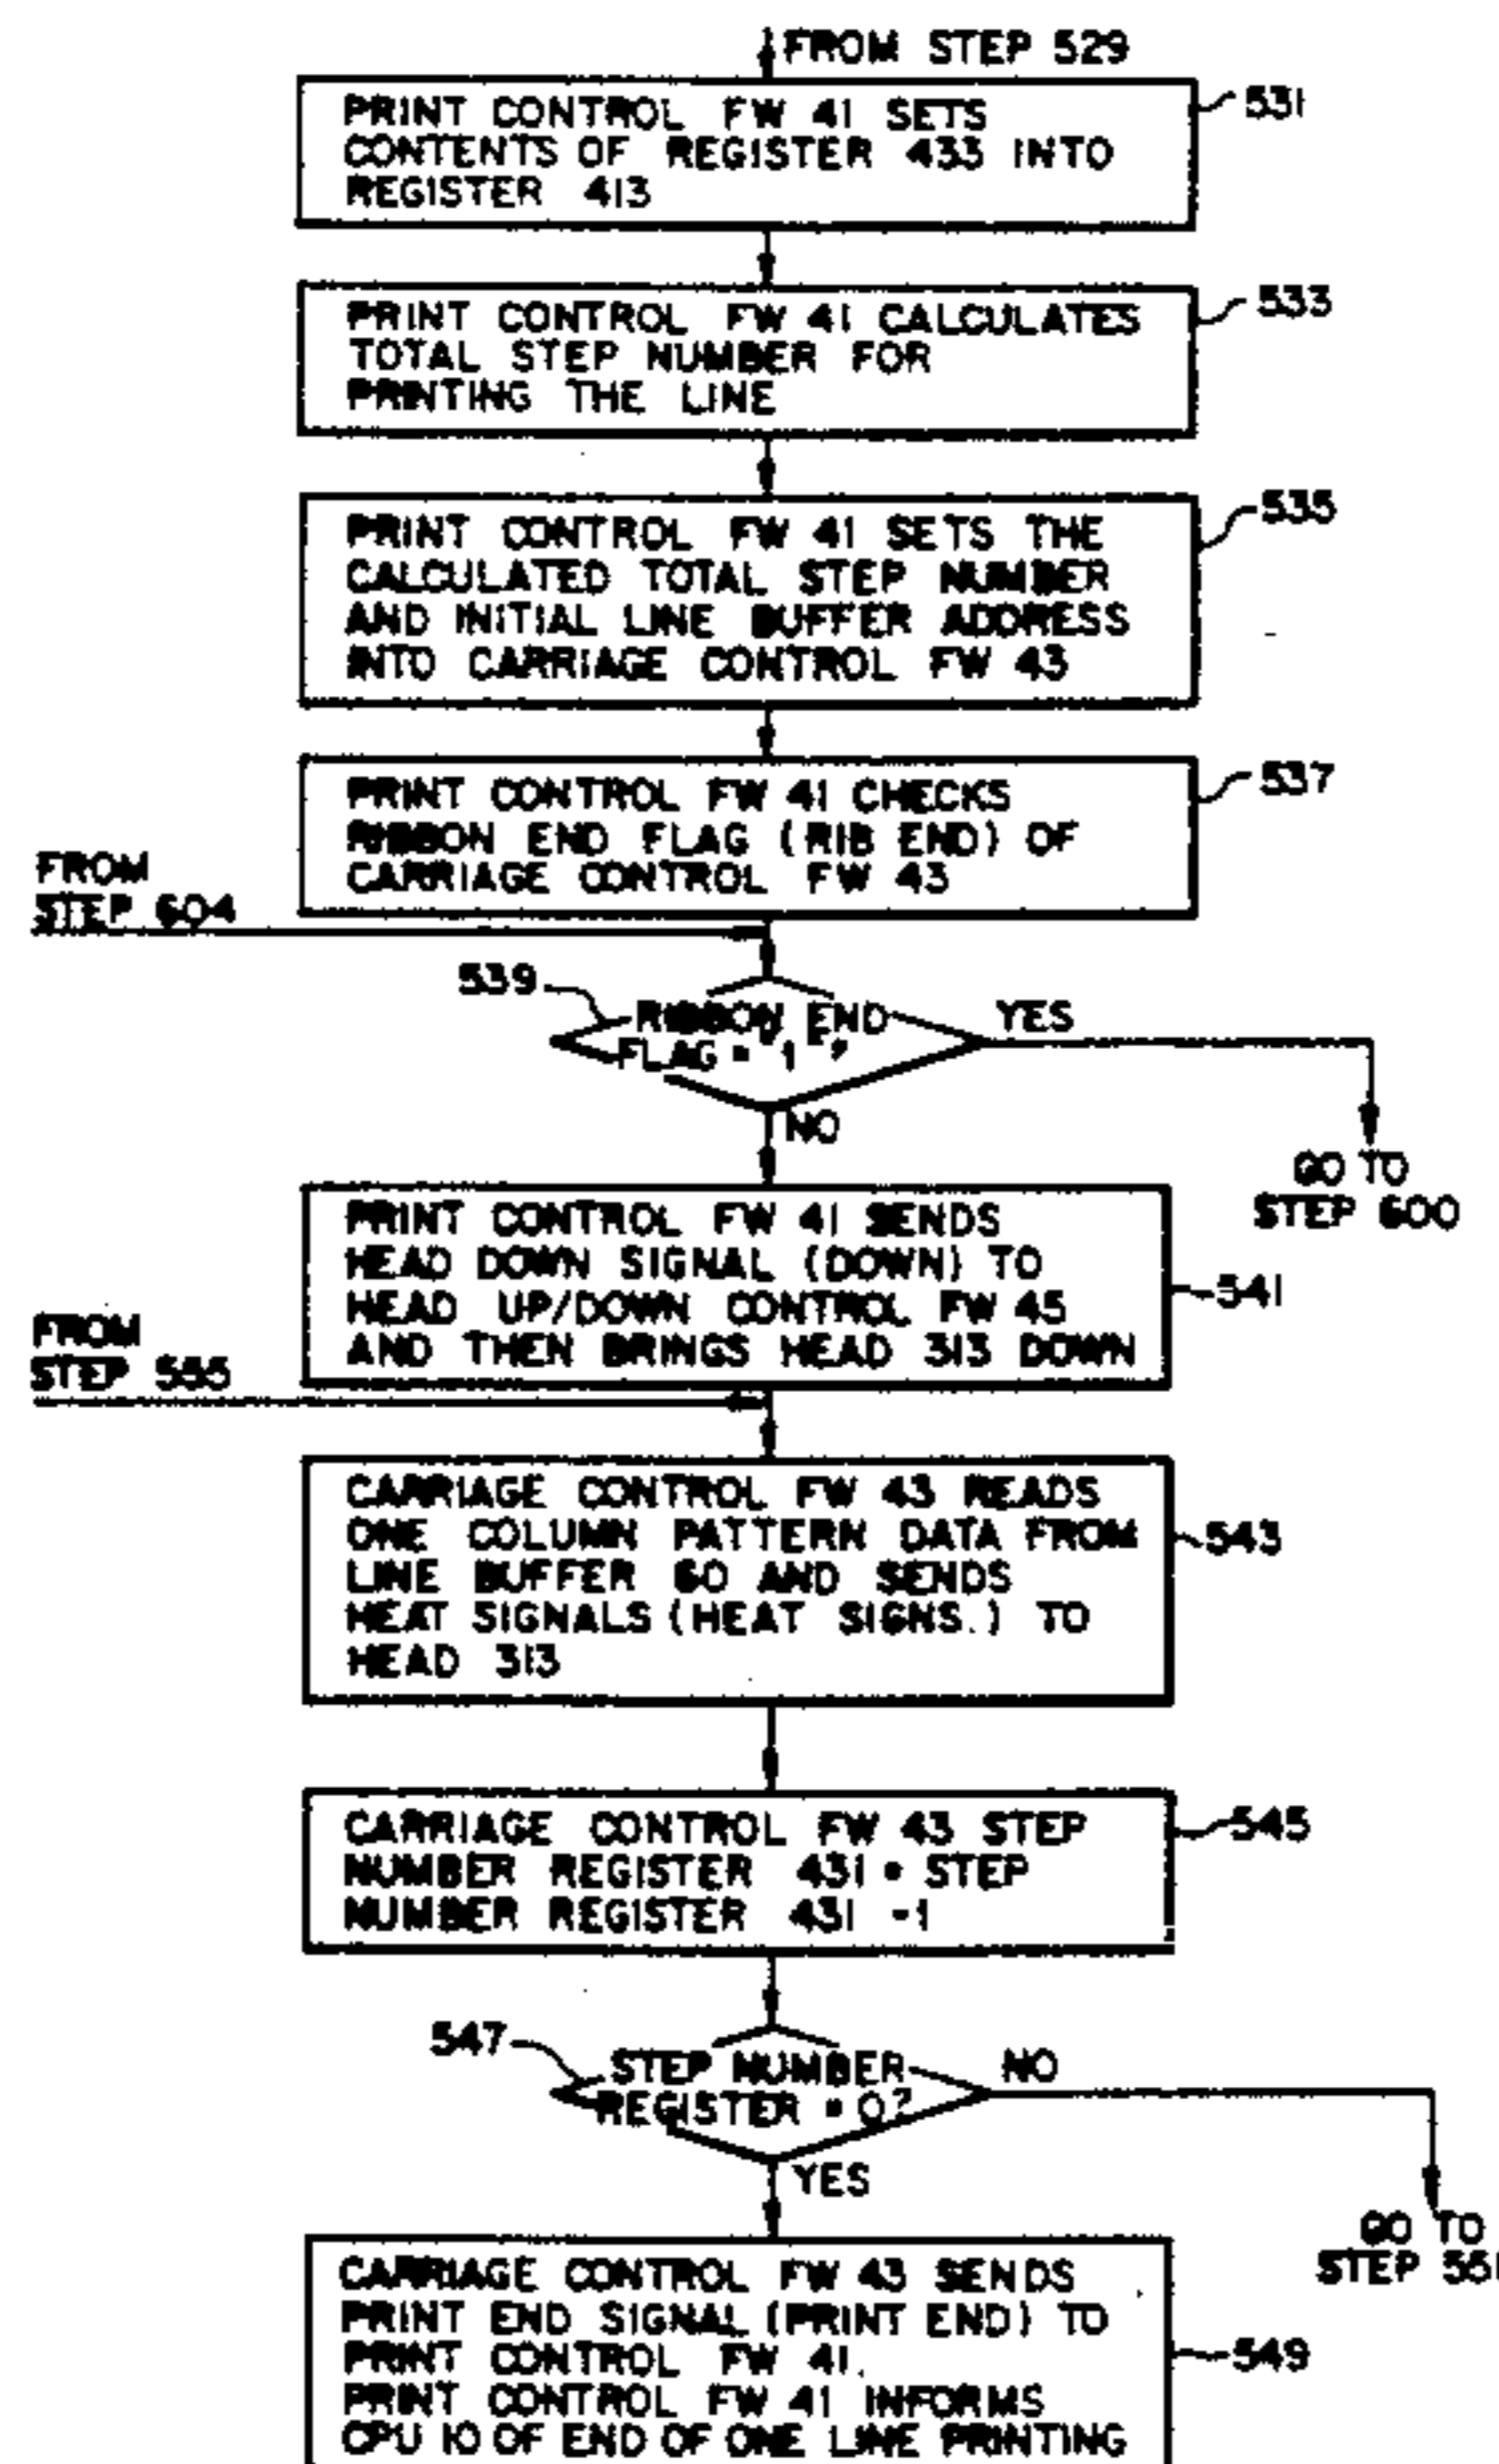 FROM STEP 529
PRINT CONTROL FW 41 SETS
CONTENTS OF REGISTER 433 INTO
REGISTER 413
531
PRINT CONTROL FW 41 CALCULATES
TOTAL STEP NUMBER FOR
PRINTING THE LINE
533
PRINT CONTROL FW 41 SETS THE
CALCULATED TOTAL STEP NUMBER
AND INITIAL LINE BUFFER ADDRESS
INTO CARRIAGE CONTROL FW 43
535
PRINT CONTROL FW 41 CHECKS
RIBBON END FLAG (RIB END) OF
CARRIAGE CONTROL FW 43
537
FROM
STEP 604
539
RIBBON END
FLAG = "1"
YES
NO
GO TO
STEP 600
PRINT CONTROL FW 41 SENDS
HEAD DOWN SIGNAL (DOWN) TO
HEAD UP/DOWN CONTROL FW 45
AND THEN BRINGS HEAD 313 DOWN
541
FROM
STEP 555
CARRIAGE CONTROL FW 43 READS
ONE COLUMN PATTERN DATA FROM
LINE BUFFER 60 AND SENDS
HEAT SIGNALS (HEAT SIGNS.) TO
HEAD 313
543
CARRIAGE CONTROL FW 43 STEP
NUMBER REGISTER 431 = STEP
NUMBER REGISTER 431 -1
545
547
STEP NUMBER
REGISTER = 0?
NO
YES
GO TO
STEP 551
CARRIAGE CONTROL FW 43 SENDS
PRINT END SIGNAL (PRINT END) TO
PRINT CONTROL FW 41.
PRINT CONTROL FW 41 INFORMS
CPU 10 OF END OF ONE LINE PRINTING
549